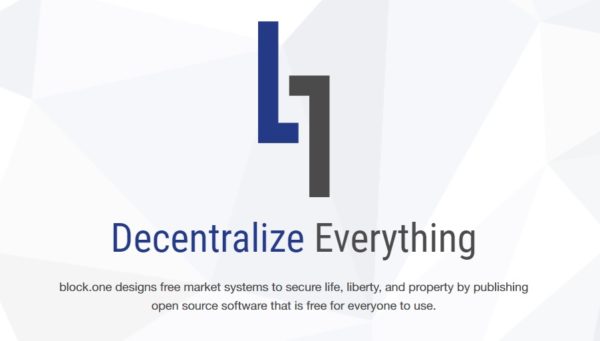 Decentralize Everything
block.one designs free market systems to secure life, liberty, and property by publishing
open source software that is free for everyone to use.